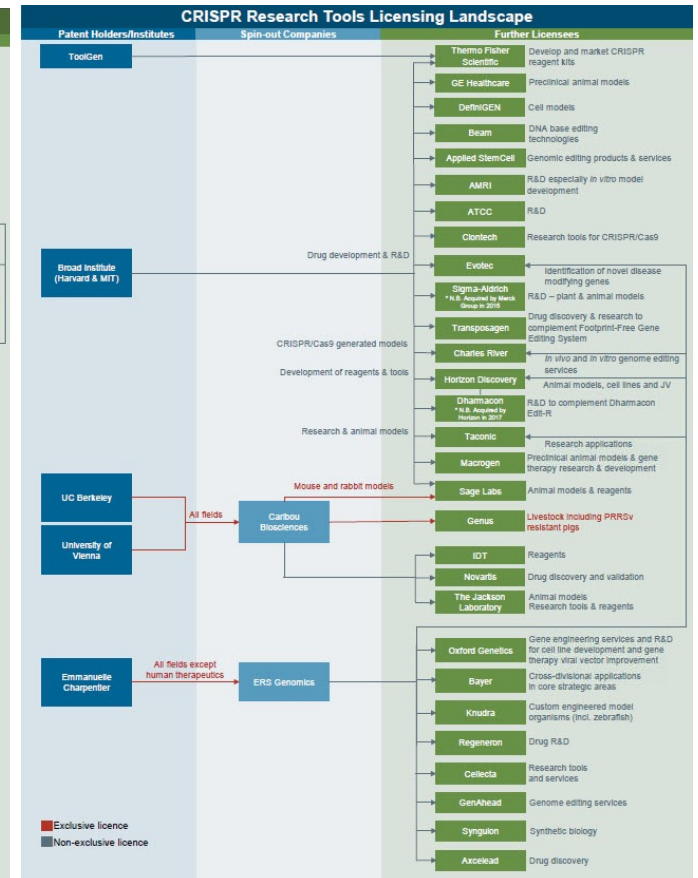 CRISPR Research Tools Licensing Landscape
Patent Holders/Institutes
Spin-out Companies
Further Licensees
ToolGen
Thermo Fisher
Scientific
Develop and market CRISPR
reagent kits
GE Healthcare
Preclinical animal models
DefiniGEN
Cell models
Beam
DNA base editing
technologies
Applied StemCell
Genomic editing products & services
AMRI
R&D especially in vitro model
development
ATCC
R&D
Clontech
Research tools for CRISPR/Cas9
Broad Institute
(Harvard & MIT)
Drug development & R&D
Evotec
Identification of novel disease
modifying genes
Sigma-Aldrich
* N.B. Acquired by Merck
Group in 2015
R&D – plant & animal models
Transposagen
Drug discovery & research to
complement Footprint-Free Gene
Editing System
CRISPR/Cas9 generated models
Charles River
In vivo and in vitro genome editing
services
Development of reagents & tools
Horizon Discovery
Animal models, cell lines and JV
Dharmacon
* N.B. Acquired by
Horizon in 2017
R&D to complement Dharmacon
Edit-R
Research & animal models
Taconic
Research applications
Macrogen
Preclinical animal models & gene
therapy research & development
UC Berkeley
Mouse and rabbit models
Sage Labs
Animal models & reagents
All fields
Caribou
Biosciences
Genus
Livestock including PRRSv
resistant pigs
University of
Vienna
IDT
Reagents
Novartis
Drug discovery and validation
The Jackson
Laboratory
Animal models
Research tools & reagents
Emmanuelle
Charpentier
All fields except
human therapeutics
ERS Genomics
Oxford Genetics
Gene engineering services and R&D
for cell line development and gene
therapy viral vector improvement
Bayer
Cross-divisional applications
in core strategic areas
Knudra
Custom engineered model
organisms (incl. zebrafish)
Regeneron
Drug R&D
Cellecta
Research tools
and services
GenAhead
Genome editing services
Syngulon
Synthetic biology
Axcelead
Drug discovery
Exclusive licence
Non-exclusive licence